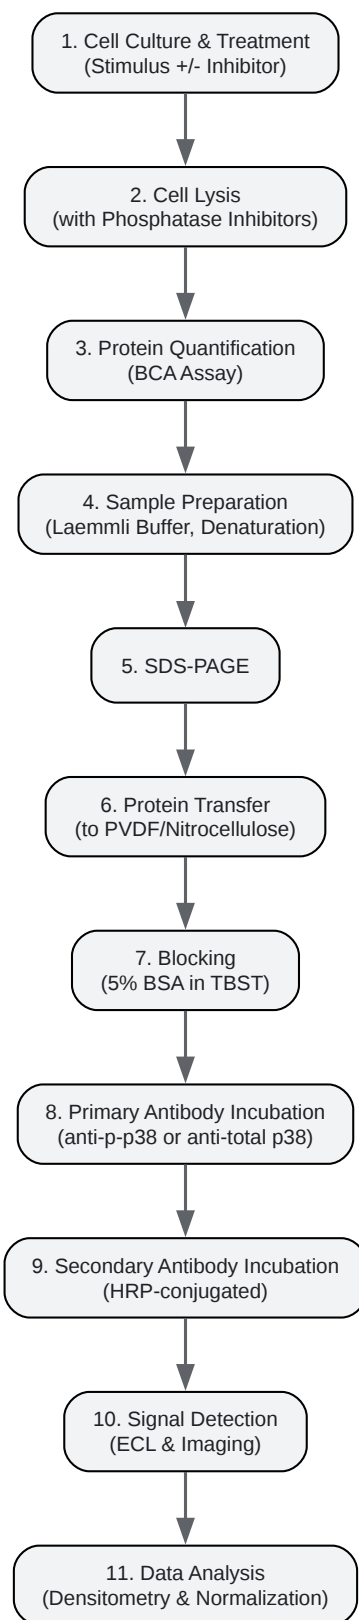 1. Cell Culture & Treatment
(Stimulus +/- Inhibitor)
2. Cell Lysis
(with Phosphatase Inhibitors)
3. Protein Quantification
(BCA Assay)
4. Sample Preparation
(Laemmli Buffer, Denaturation)
5. SDS-PAGE
6. Protein Transfer
(to PVDF/Nitrocellulose)
7. Blocking
(5% BSA in TBST)
8. Primary Antibody Incubation
(anti-p-p38 or anti-total p38)
9. Secondary Antibody Incubation
(HRP-conjugated)
10. Signal Detection
(ECL & Imaging)
11. Data Analysis
(Densitometry & Normalization)